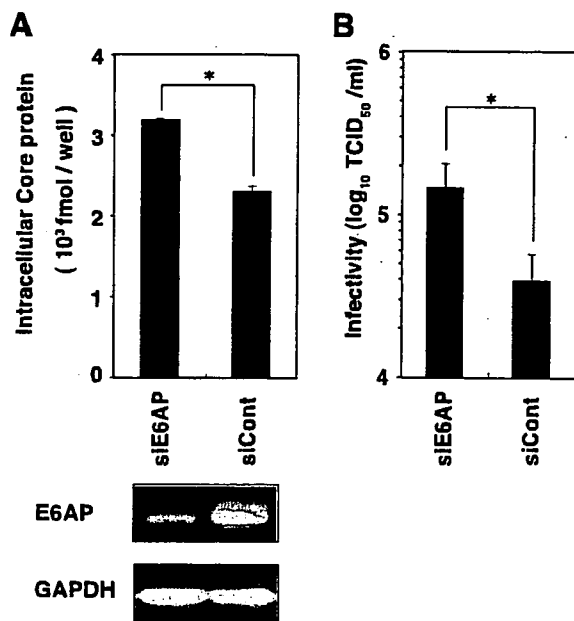 A
Intracellular Core protein
( 10³ fmol / well )
4
3
2
1
0
*
siE6AP
siCont
E6AP
GAPDH
B
Infectivity (log₁₀ TCID₅₀ /ml)
6
5
4
*
siE6AP
siCont